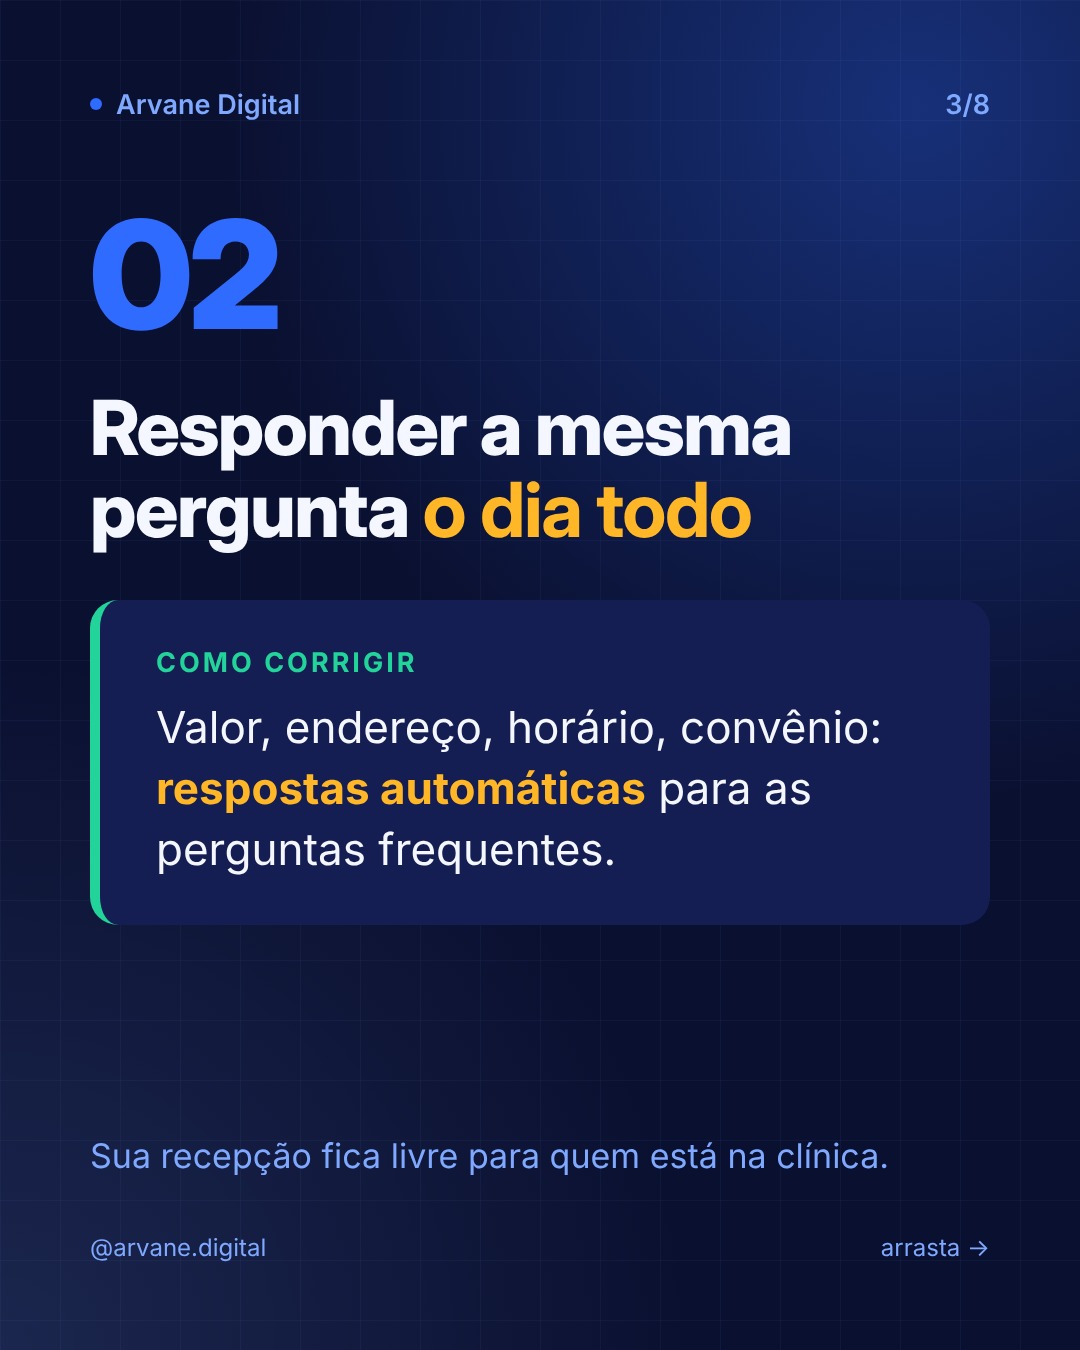 Arvane Digital
3/8
02
Responder a mesma
pergunta o dia todo
COMO CORRIGIR
Valor, endereço, horário, convênio:
respostas automáticas para as
perguntas frequentes.
Sua recepção fica livre para quem está na clínica.
@arvane.digital
arrasta →